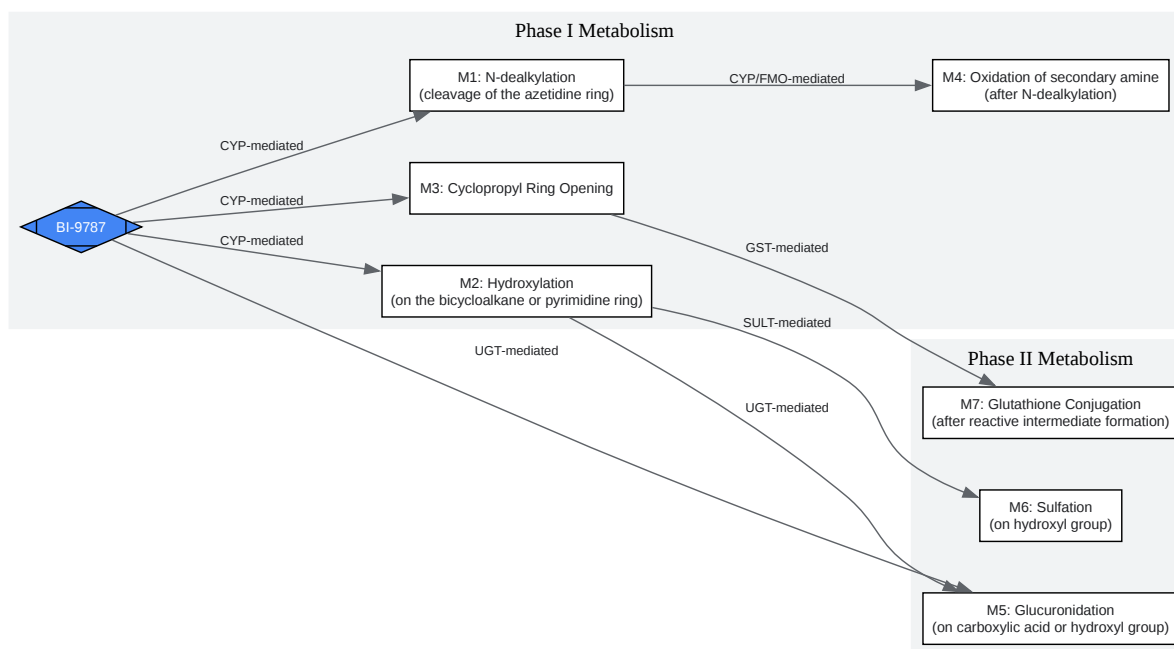 Phase I Metabolism
M1: N-dealkylation
(cleavage of the azetidine ring)
CYP/FMO-mediated
M4: Oxidation of secondary amine
(after N-dealkylation)
CYP-mediated
M3: Cyclopropyl Ring Opening
CYP-mediated
BI-9787
CYP-mediated
GST-mediated
M2: Hydroxylation
(on the bicycloalkane or pyrimidine ring)
SULT-mediated
UGT-mediated
Phase II Metabolism
M7: Glutathione Conjugation
(after reactive intermediate formation)
UGT-mediated
M6: Sulfation
(on hydroxyl group)
M5: Glucuronidation
(on carboxylic acid or hydroxyl group)